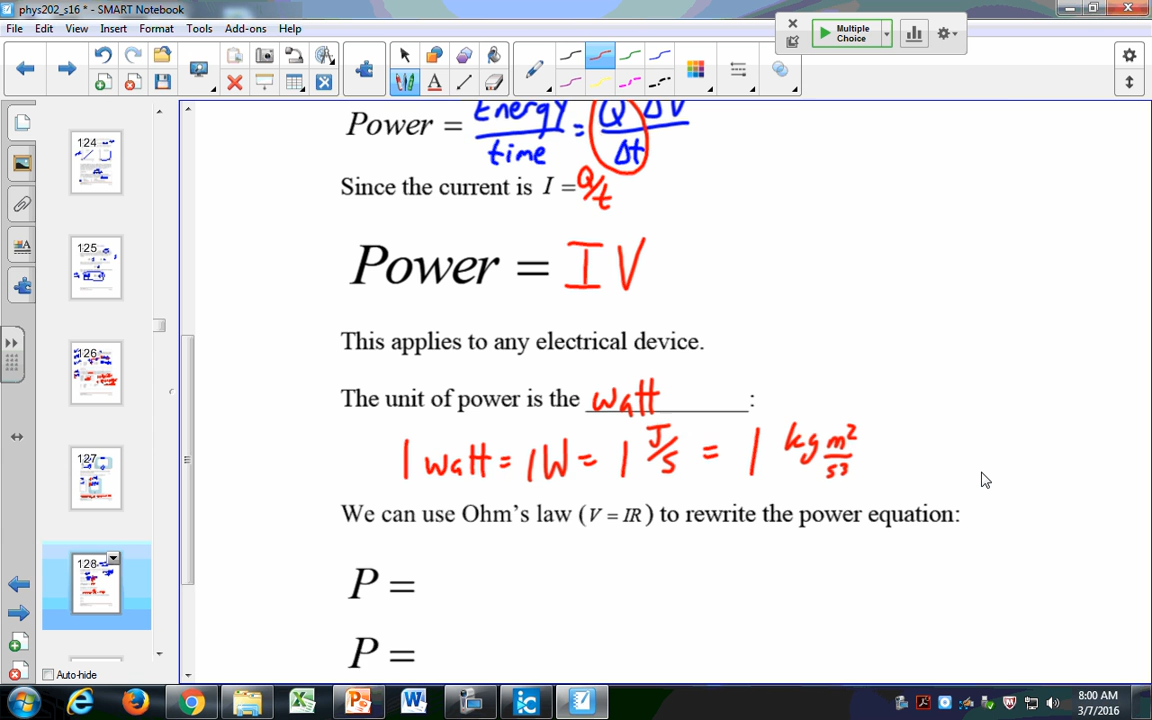 phys202_s16 * - SMART Notebook
File Edit View Insert Format Tools Add-ons Help
Multiple Choice
124
125
126
127
128
Auto-hide
Power = Energy/time = Q ΔV/Δt
Since the current is I = Q/t
Power = I V
This applies to any electrical device.
The unit of power is the watt :
1 watt = 1W = 1 J/s = 1 kg m²/s³
We can use Ohm's law (V = IR) to rewrite the power equation:
P =
P =
8:00 AM
3/7/2016